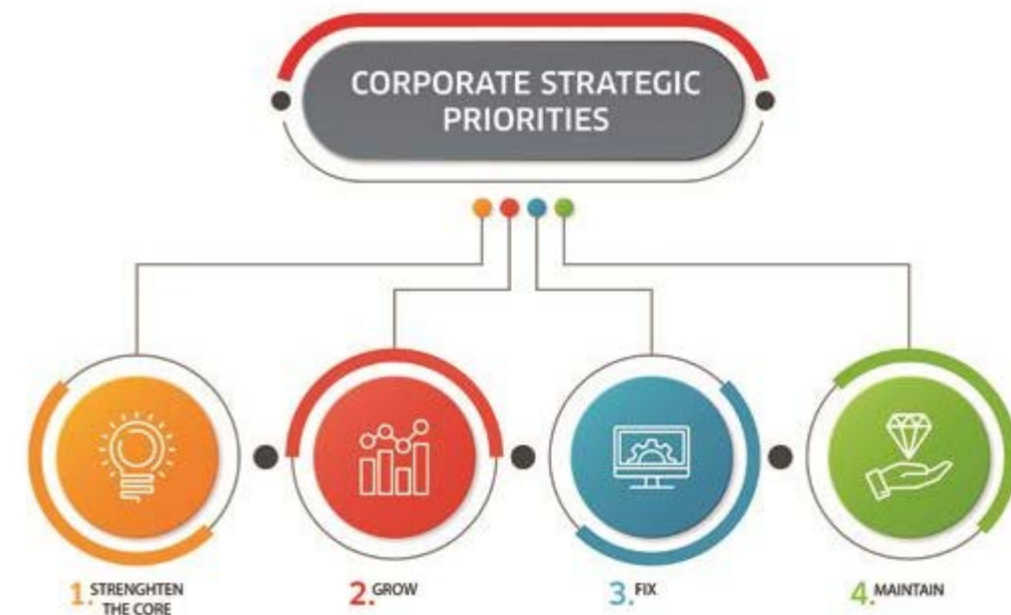 CORPORATE STRATEGIC
PRIORITIES
1. STRENGHTEN
THE CORE
2. GROW
3. FIX
4. MAINTAIN